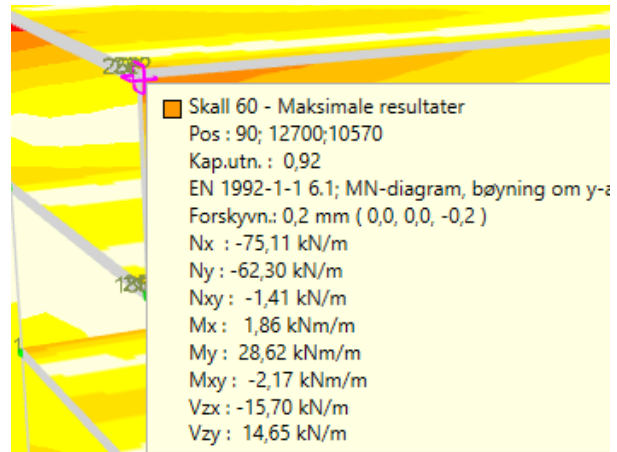 Skall 60 - Maksimale resultater
Pos : 90; 12700;10570
Kap.utn. : 0,92
EN 1992-1-1 6.1; MN-diagram, bøyning om y-a
Forskyvn.: 0,2 mm ( 0,0, 0,0, -0,2 )
Nx : -75,11 kN/m
Ny : -62,30 kN/m
Nxy : -1,41 kN/m
Mx : 1,86 kNm/m
My : 28,62 kNm/m
Mxy : -2,17 kNm/m
Vzx : -15,70 kN/m
Vzy : 14,65 kN/m